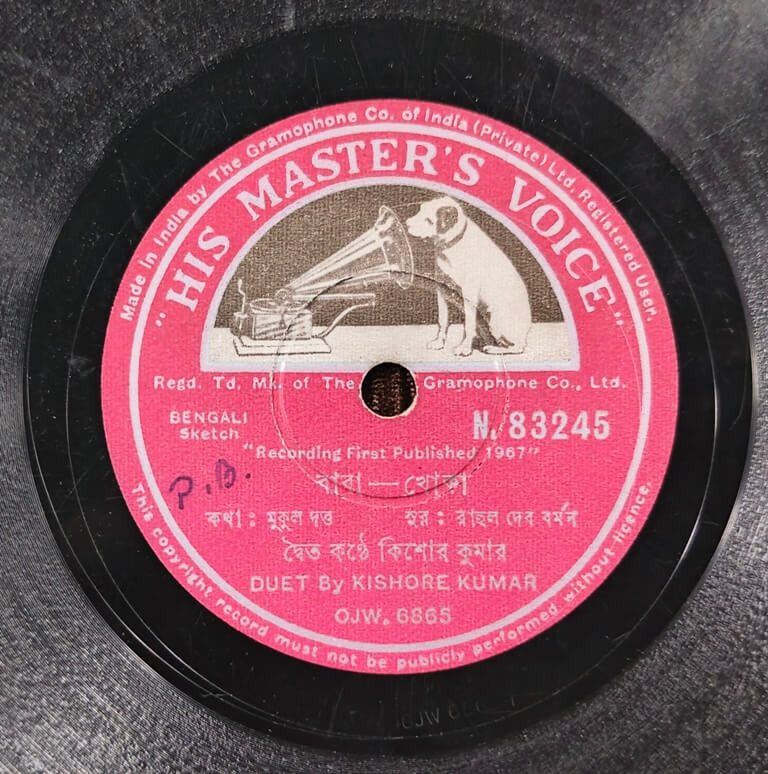 Made in India by The Gramophone Co. of India (Private) Ltd. Registered User.
"HIS MASTER'S VOICE"
Regd. Td. Mk. of The Gramophone Co., Ltd.
BENGALI
Sketch
N. 83245
"Recording First Published 1967"
P.B.
বাবা — খোকা
কথা : মুকুল দত্ত সুর : রাহুল দেব বর্মন
দ্বৈত কণ্ঠে কিশোর কুমার
DUET By KISHORE KUMAR
OJW. 6865
This copyright record must not be publicly performed without licence.
OJW